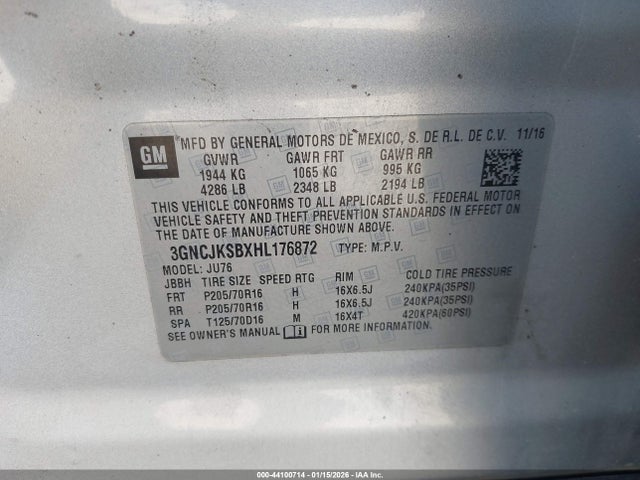 GM
MFD BY GENERAL MOTORS DE MEXICO, S. DE R.L. DE C.V. 11/16
GVWR GAWR FRT GAWR RR
1944 KG 1065 KG 995 KG
4286 LB 2348 LB 2194 LB
THIS VEHICLE CONFORMS TO ALL APPLICABLE U.S. FEDERAL MOTOR
VEHICLE SAFETY AND THEFT PREVENTION STANDARDS IN EFFECT ON
THE DATE OF MANUFACTURE SHOWN ABOVE.
3GNCJKSBXHL176872 TYPE: M.P.V.
MODEL: JU76
JBBH TIRE SIZE SPEED RTG RIM COLD TIRE PRESSURE
FRT P205/70R16 H 16X6.5J 240KPA(35PSI)
RR P205/70R16 H 16X6.5J 240KPA(35PSI)
SPA T125/70D16 M 16X4T 420KPA(60PSI)
SEE OWNER'S MANUAL FOR MORE INFORMATION.
000-44100714 - 01/15/2026 - IAAI.com